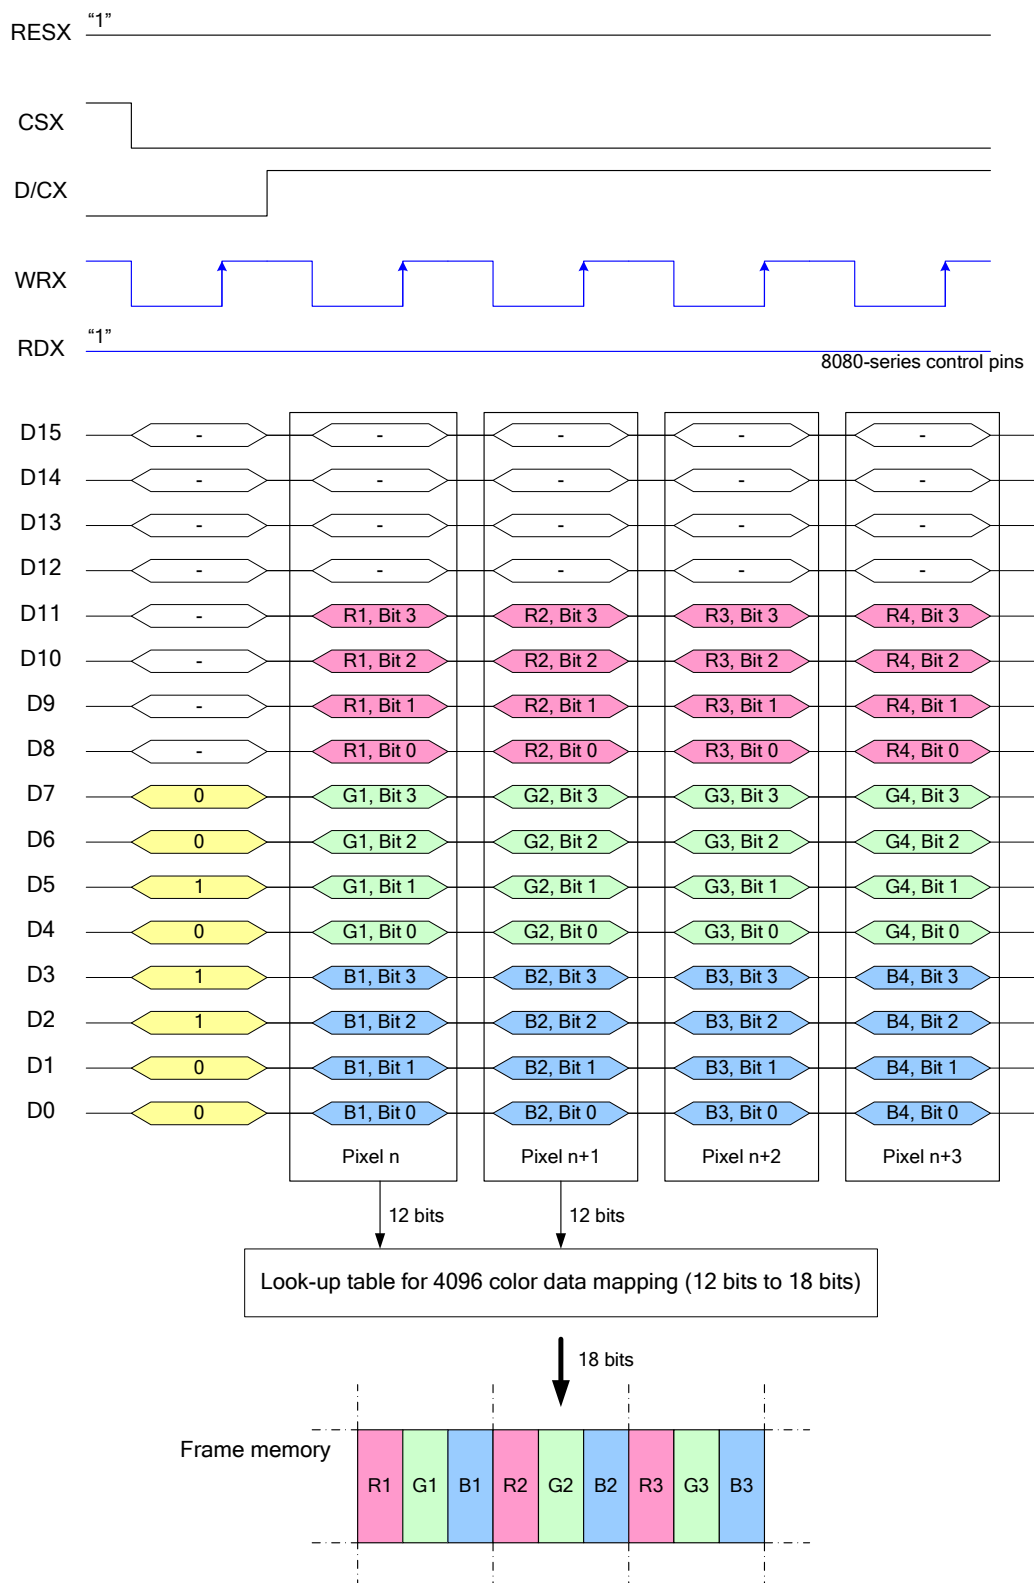 RESX “1”
CSX
D/CX
WRX
RDX “1”
8080-series control pins
D15 - - - - -
D14 - - - - -
D13 - - - - -
D12 - - - - -
D11 - R1, Bit 3 R2, Bit 3 R3, Bit 3 R4, Bit 3
D10 - R1, Bit 2 R2, Bit 2 R3, Bit 2 R4, Bit 2
D9 - R1, Bit 1 R2, Bit 1 R3, Bit 1 R4, Bit 1
D8 - R1, Bit 0 R2, Bit 0 R3, Bit 0 R4, Bit 0
D7 0 G1, Bit 3 G2, Bit 3 G3, Bit 3 G4, Bit 3
D6 0 G1, Bit 2 G2, Bit 2 G3, Bit 2 G4, Bit 2
D5 1 G1, Bit 1 G2, Bit 1 G3, Bit 1 G4, Bit 1
D4 0 G1, Bit 0 G2, Bit 0 G3, Bit 0 G4, Bit 0
D3 1 B1, Bit 3 B2, Bit 3 B3, Bit 3 B4, Bit 3
D2 1 B1, Bit 2 B2, Bit 2 B3, Bit 2 B4, Bit 2
D1 0 B1, Bit 1 B2, Bit 1 B3, Bit 1 B4, Bit 1
D0 0 B1, Bit 0 B2, Bit 0 B3, Bit 0 B4, Bit 0
Pixel n Pixel n+1 Pixel n+2 Pixel n+3
12 bits 12 bits
Look-up table for 4096 color data mapping (12 bits to 18 bits)
18 bits
Frame memory
R1 G1 B1 R2 G2 B2 R3 G3 B3